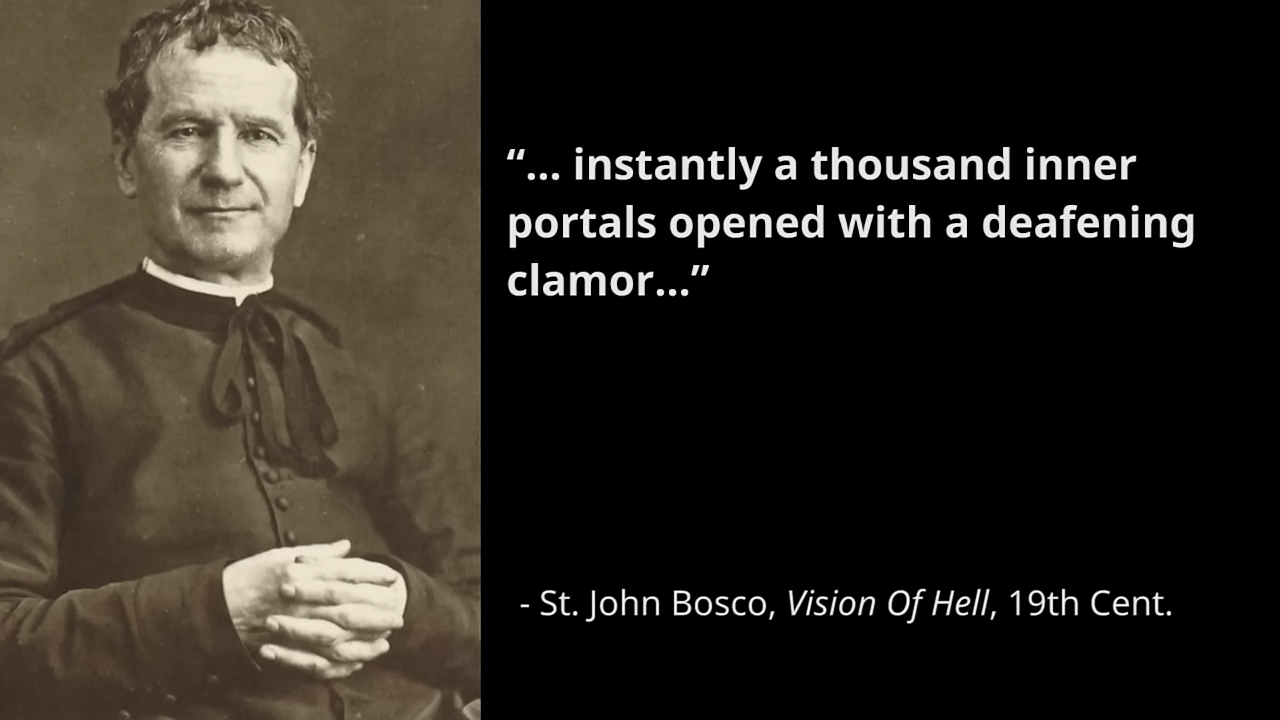 “... instantly a thousand inner
portals opened with a deafening
clamor...”
- St. John Bosco, Vision Of Hell, 19th Cent.